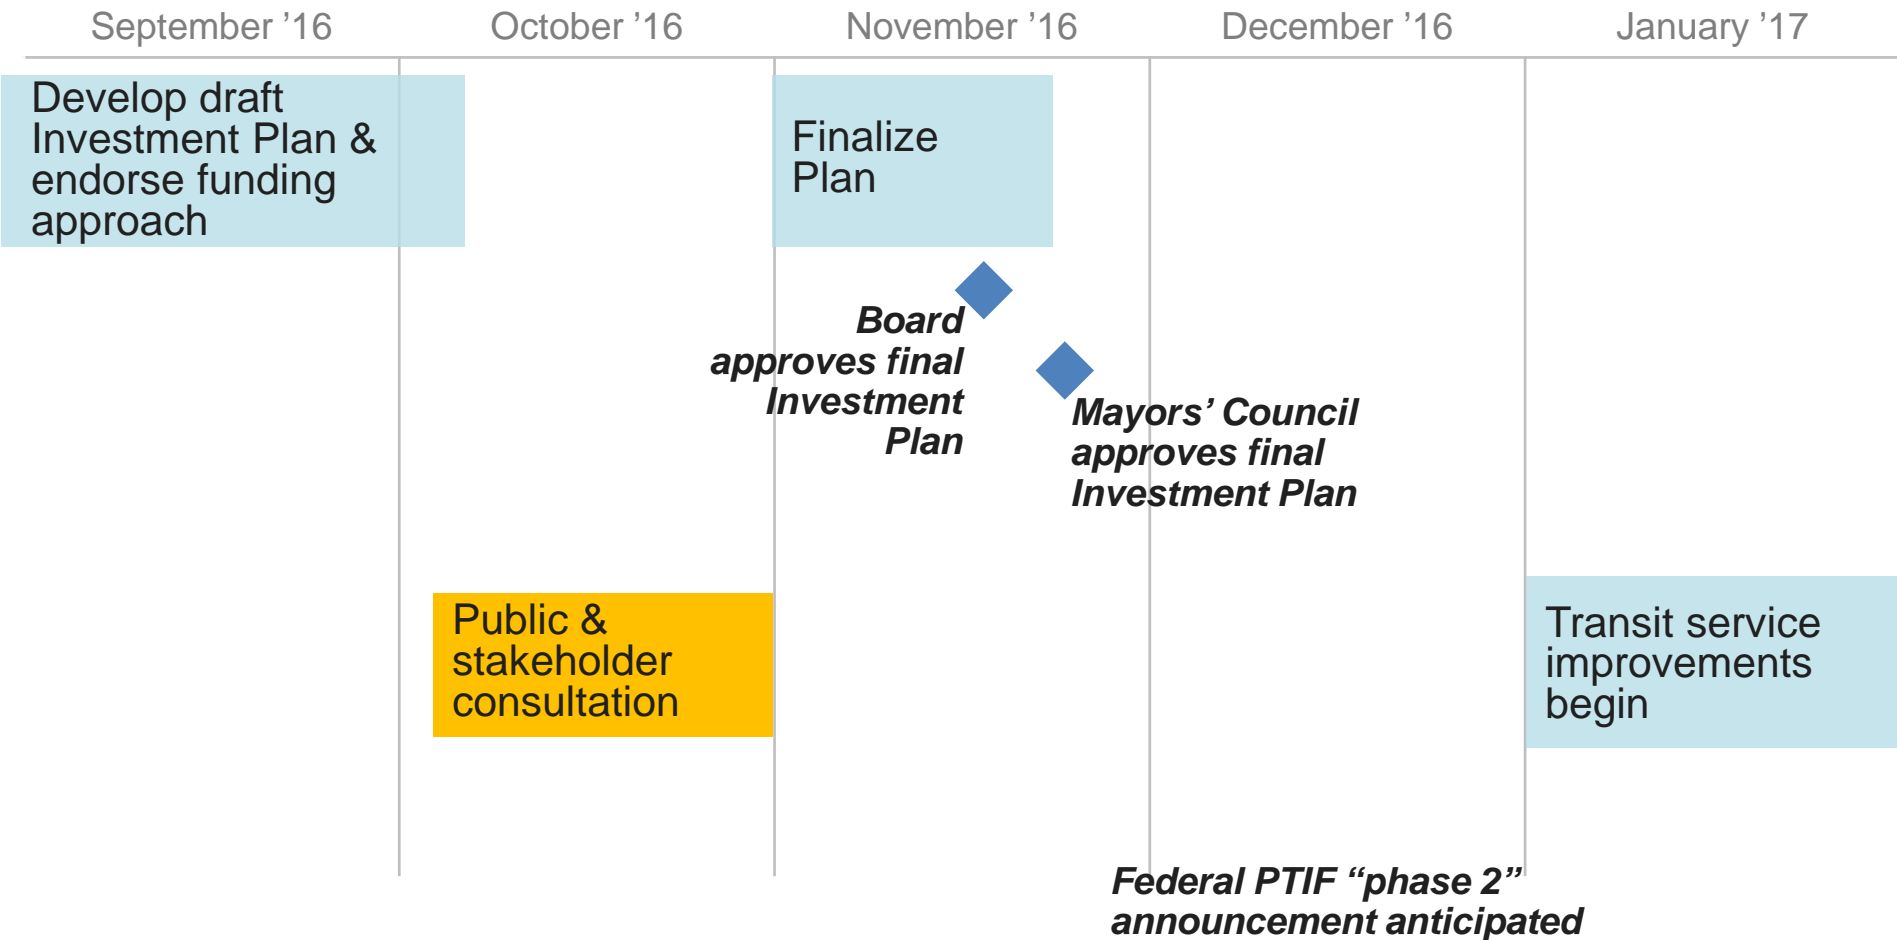 September ’16
October ’16
November ’16
December ’16
January ’17
Develop draft
Investment Plan &
endorse funding
approach
Finalize
Plan
Board
approves final
Investment
Plan
Mayors’ Council
approves final
Investment Plan
Public &
stakeholder
consultation
Transit service
improvements
begin
Federal PTIF “phase 2”
announcement anticipated